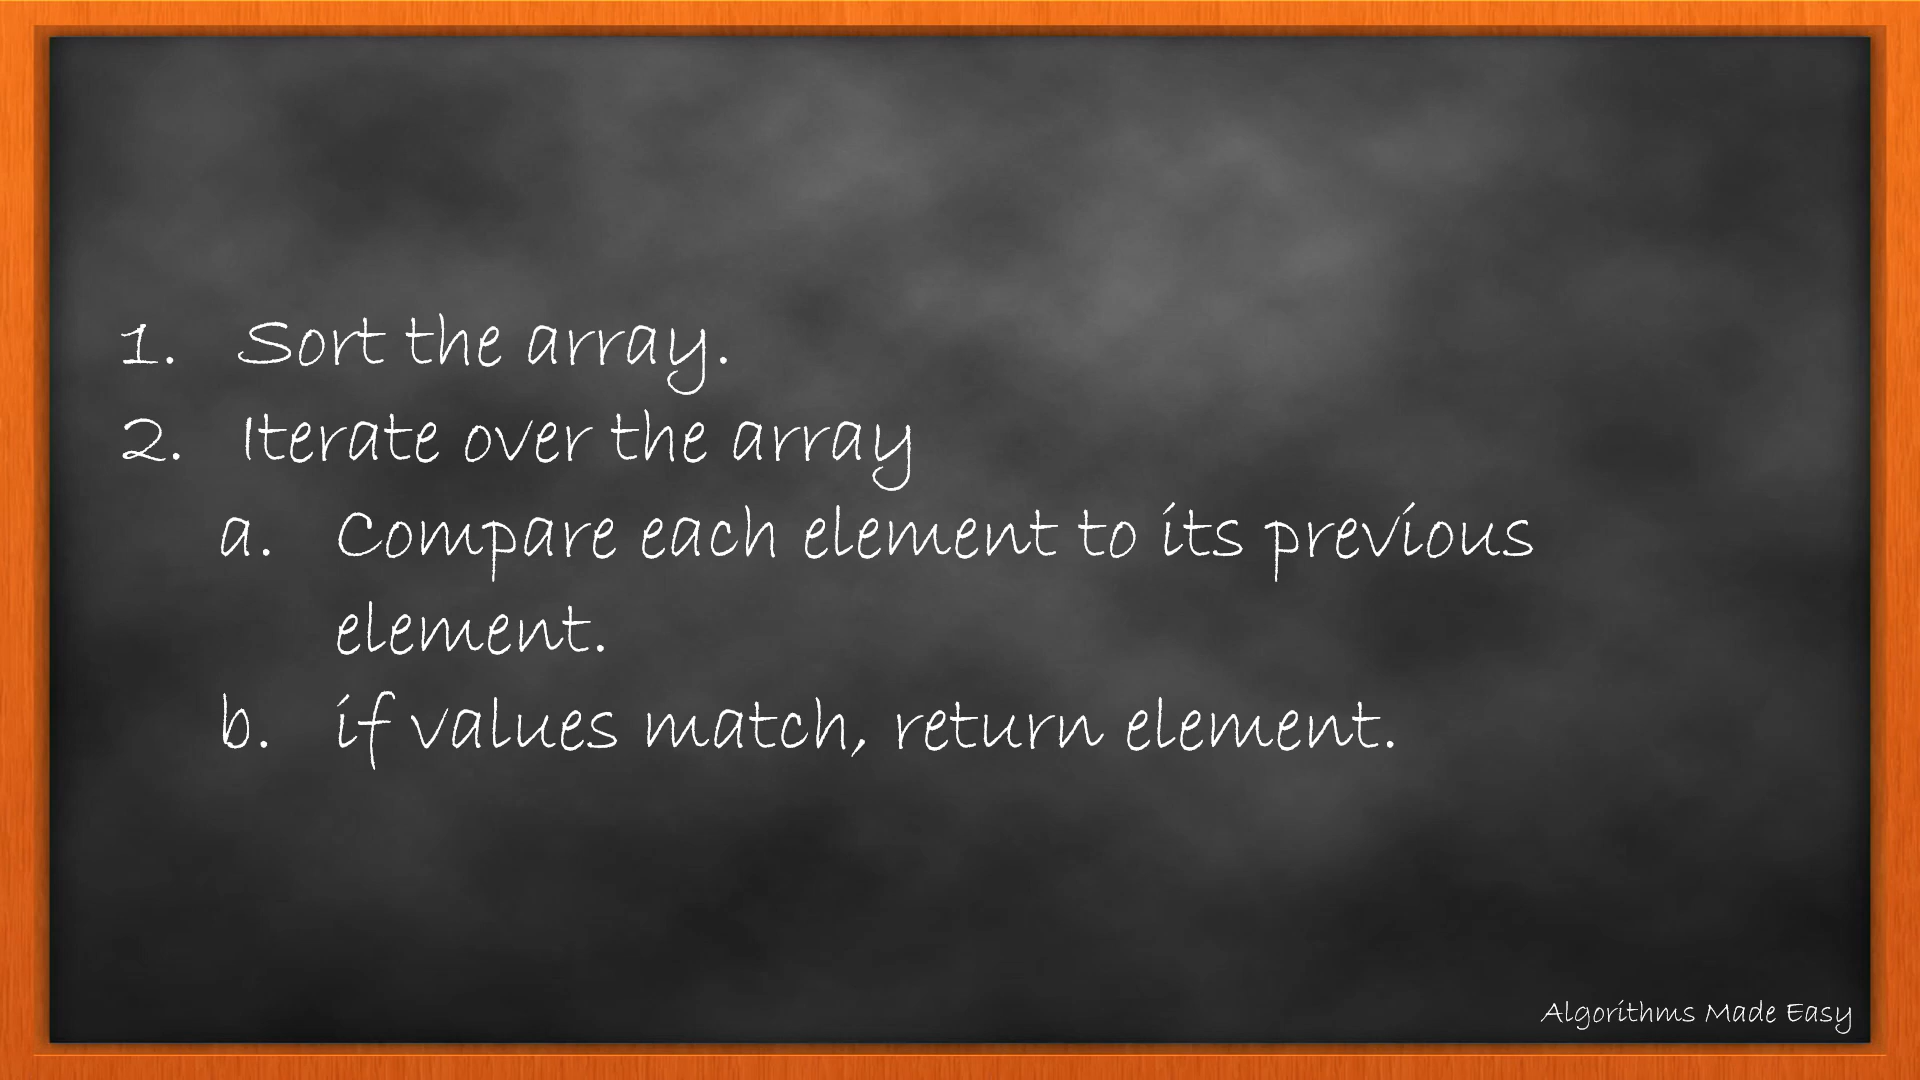 1. Sort the array.
2. Iterate over the array
a. Compare each element to its previous
element.
b. if values match, return element.
Algorithms Made Easy